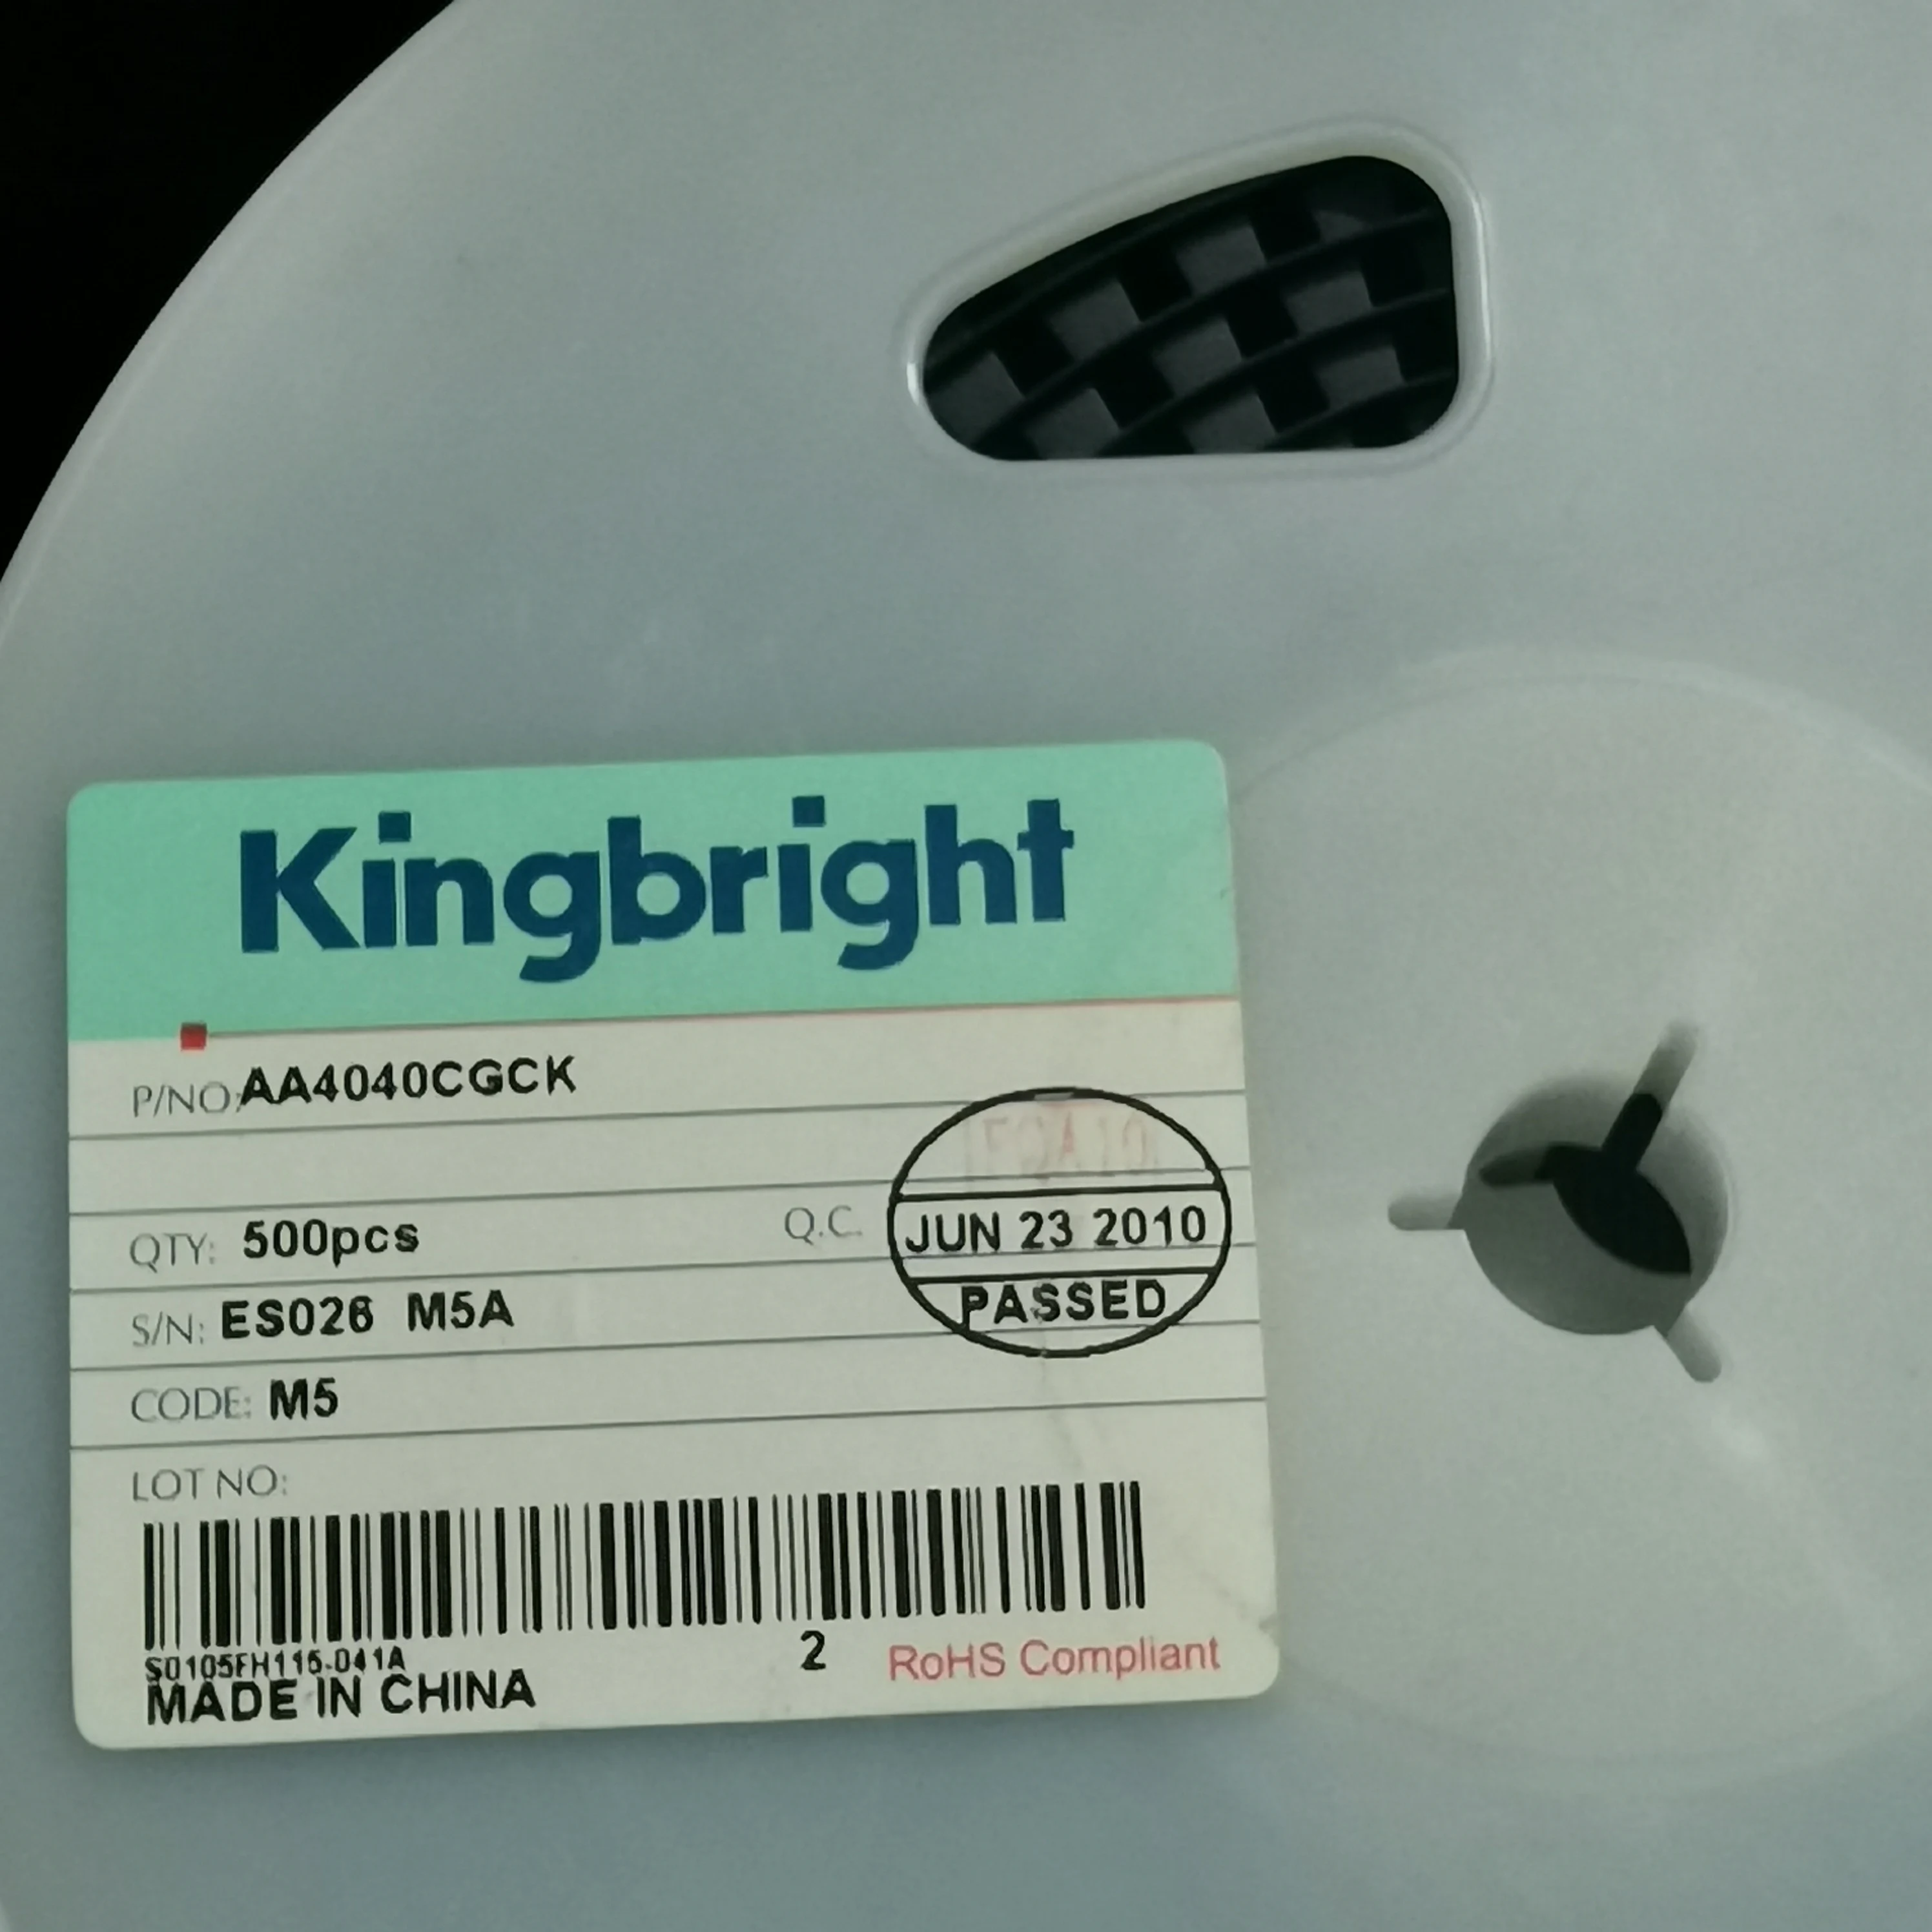 Kingbright
P/NO: AA4040CGCK
QTY: 500pcs
Q.C.
JUN 23 2010
PASSED
S/N: ES026 M5A
CODE: M5
LOT NO:
S0105FH115-041A
2
RoHS Compliant
MADE IN CHINA